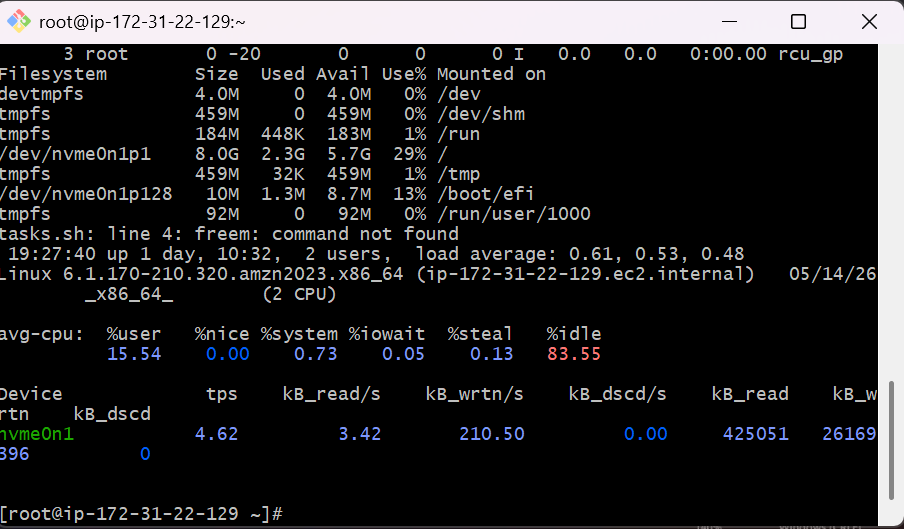 root@ip-172-31-22-129:~
3 root 0 -20 0 0 0 I 0.0 0.0 0:00.00 rcu_gp
Filesystem Size Used Avail Use% Mounted on
devtmpfs 4.0M 0 4.0M 0% /dev
tmpfs 459M 0 459M 0% /dev/shm
tmpfs 184M 448K 183M 1% /run
/dev/nvme0n1p1 8.0G 2.3G 5.7G 29% /
tmpfs 459M 32K 459M 1% /tmp
/dev/nvme0n1p128 10M 1.3M 8.7M 13% /boot/efi
tmpfs 92M 0 92M 0% /run/user/1000
tasks.sh: line 4: freem: command not found
19:27:40 up 1 day, 10:32, 2 users, load average: 0.61, 0.53, 0.48
Linux 6.1.170-210.320.amzn2023.x86_64 (ip-172-31-22-129.ec2.internal) 05/14/26
_x86_64_ (2 CPU)
avg-cpu: %user %nice %system %iowait %steal %idle
15.54 0.00 0.73 0.05 0.13 83.55
Device tps kB_read/s kB_wrtn/s kB_dscd/s kB_read kB_w
rtn kB_dscd
nvme0n1 4.62 3.42 210.50 0.00 425051 26169
396 0
[root@ip-172-31-22-129 ~]#